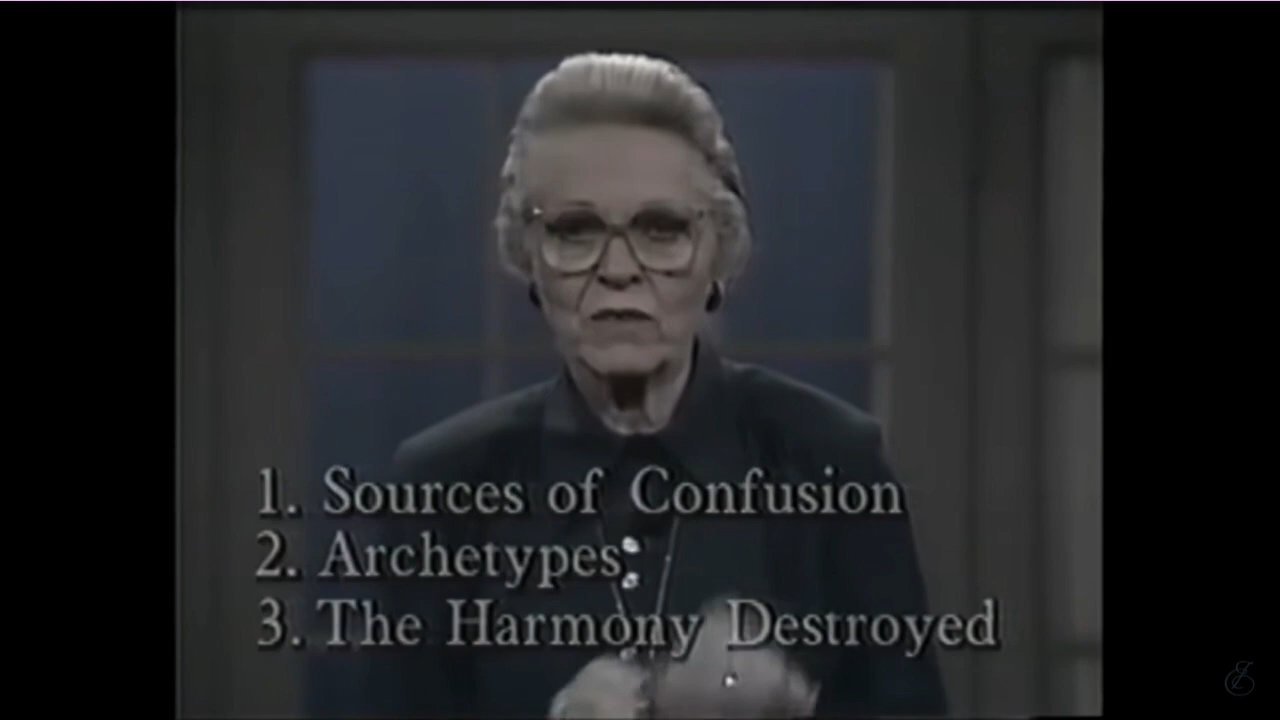 1. Sources of Confusion
2. Archetypes
3. The Harmony Destroyed